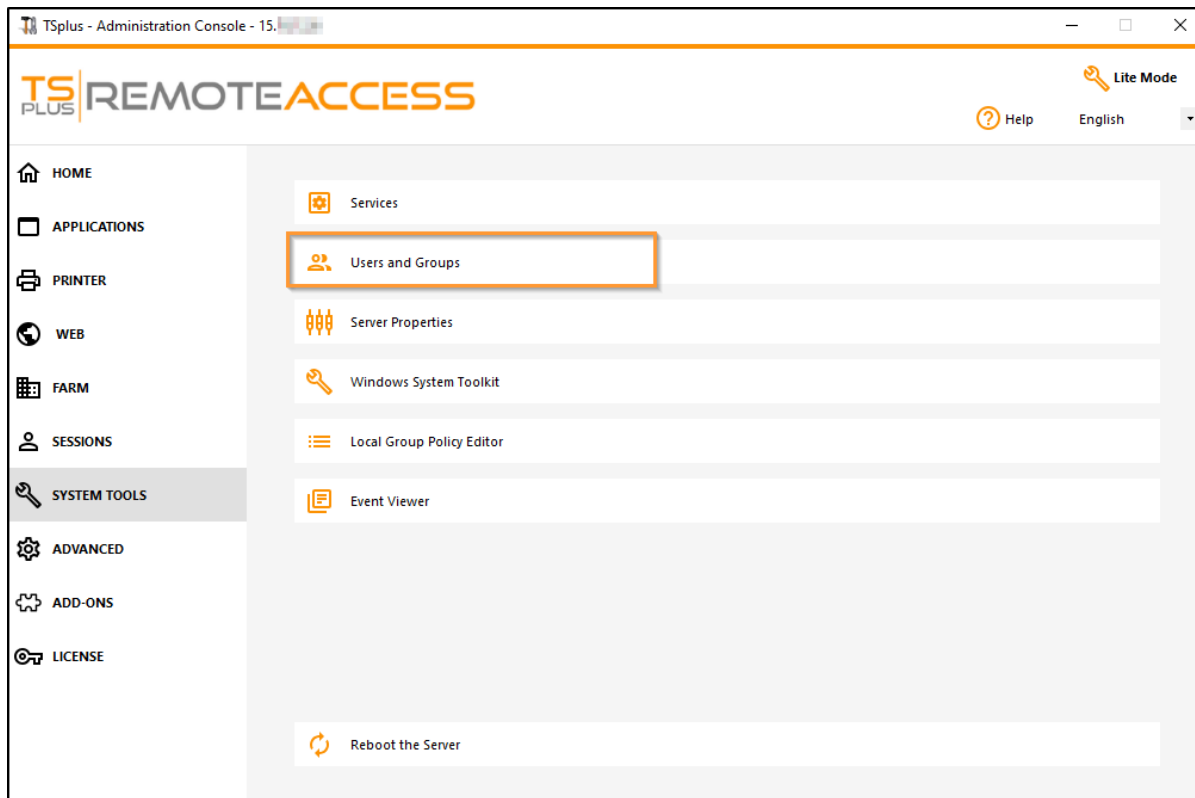 TSplus - Administration Console - 15.
TS PLUS REMOTEACCESS
Lite Mode
Help
English
HOME
APPLICATIONS
PRINTER
WEB
FARM
SESSIONS
SYSTEM TOOLS
ADVANCED
ADD-ONS
LICENSE
Services
Users and Groups
Server Properties
Windows System Toolkit
Local Group Policy Editor
Event Viewer
Reboot the Server